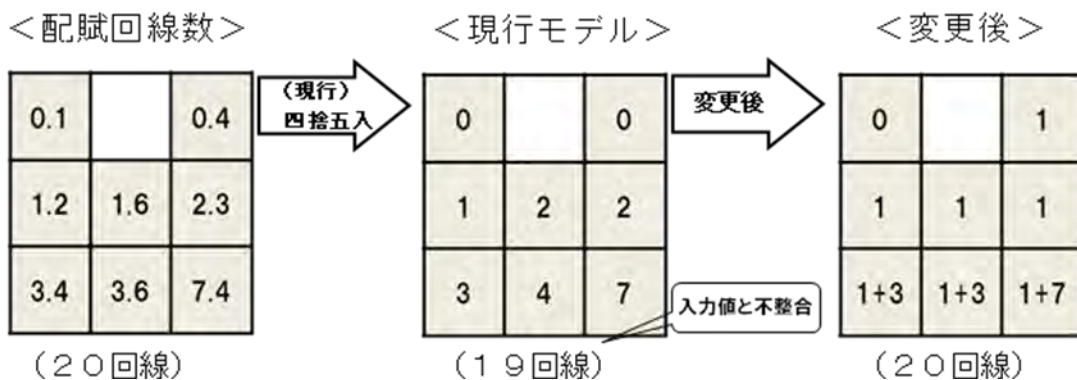 ＜配賦回線数＞
0.1 0.4
1.2 1.6 2.3
3.4 3.6 7.4
（２０回線）
（現行）
四捨五入
＜現行モデル＞
0 0
1 2 2
3 4 7
入力値と不整合
（１９回線）
変更後
＜変更後＞
0 1
1 1 1
1+3 1+3 1+7
（２０回線）